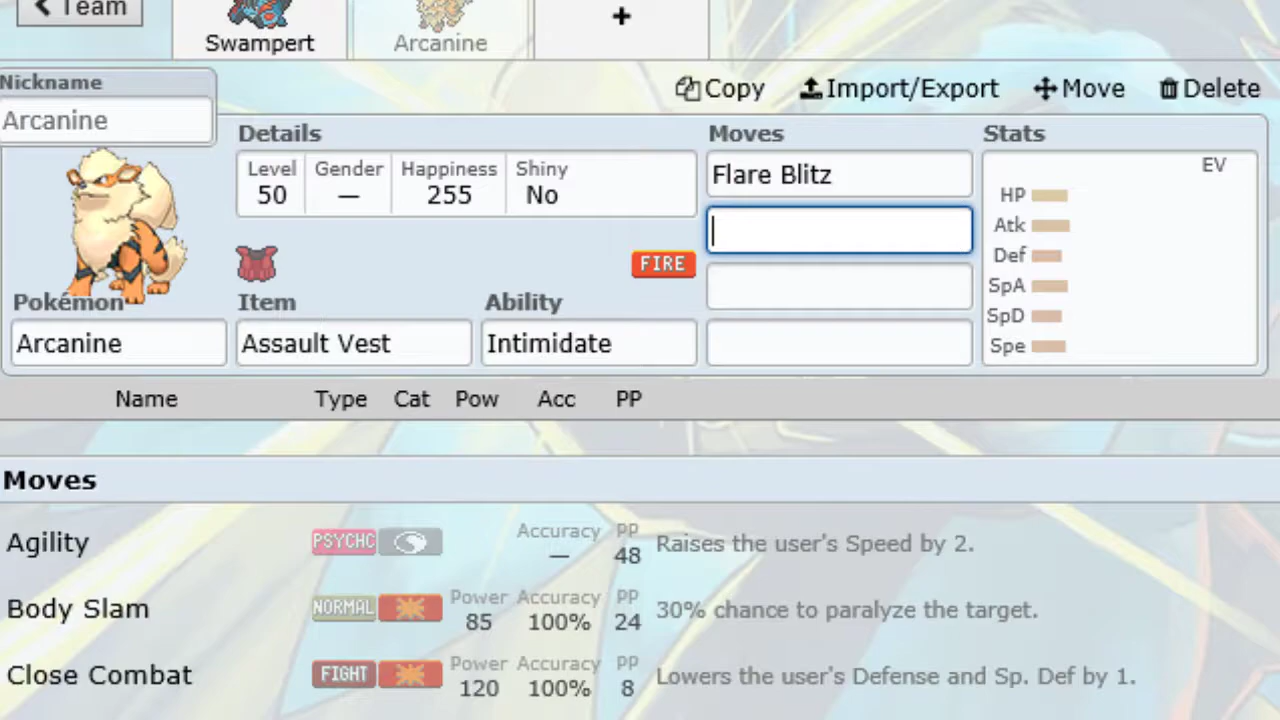 Team
Swampert
Arcanine
+
Nickname
Arcanine
Copy
Import/Export
Move
Delete
Details
Level
50
Gender
—
Happiness
255
Shiny
No
FIRE
Pokémon
Arcanine
Item
Assault Vest
Ability
Intimidate
Moves
Flare Blitz
Stats
EV
HP
Atk
Def
SpA
SpD
Spe
Name Type Cat Pow Acc PP
Moves
Agility PSYCHC Accuracy — PP 48 Raises the user's Speed by 2.
Body Slam NORMAL Power 85 Accuracy 100% PP 24 30% chance to paralyze the target.
Close Combat FIGHT Power 120 Accuracy 100% PP 8 Lowers the user's Defense and Sp. Def by 1.